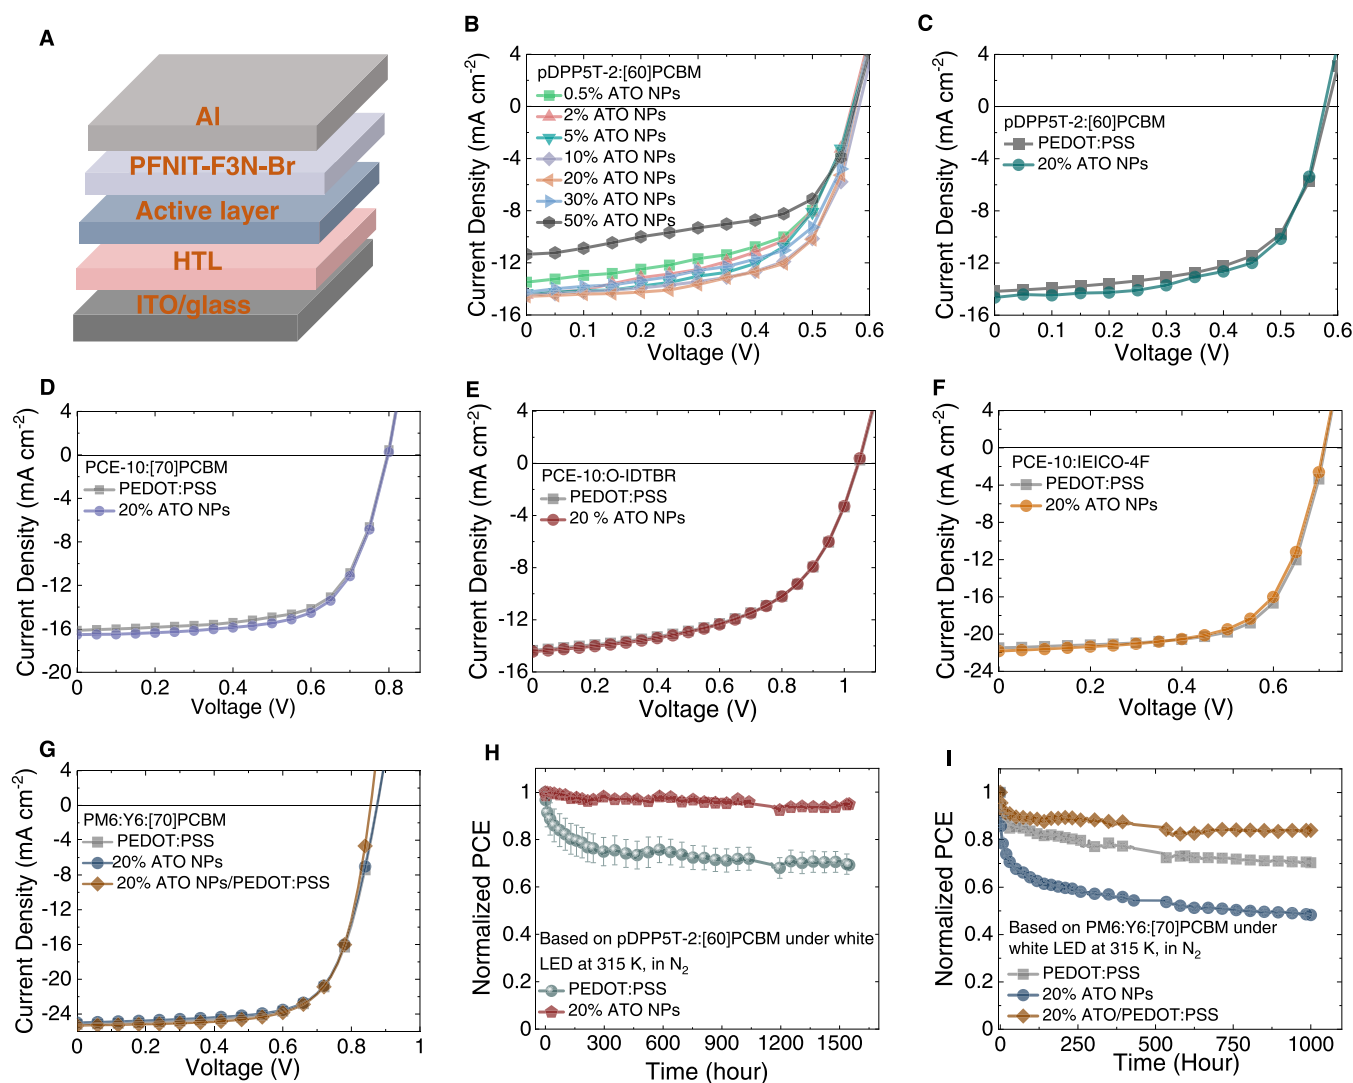 A
Al
PFNIT-F3N-Br
Active layer
HTL
ITO/glass
B
Current Density (mA cm-2)
4
0
-4
-8
-12
-16
pDPP5T-2:[60]PCBM
0.5% ATO NPs
2% ATO NPs
5% ATO NPs
10% ATO NPs
20% ATO NPs
30% ATO NPs
50% ATO NPs
0 0.1 0.2 0.3 0.4 0.5 0.6
Voltage (V)
C
Current Density (mA cm-2)
4
0
-4
-8
-12
-16
pDPP5T-2:[60]PCBM
PEDOT:PSS
20% ATO NPs
0 0.1 0.2 0.3 0.4 0.5 0.6
Voltage (V)
D
Current Density (mA cm-2)
4
0
-4
-8
-12
-16
-20
PCE-10:[70]PCBM
PEDOT:PSS
20% ATO NPs
0 0.2 0.4 0.6 0.8
Voltage (V)
E
Current Density (mA cm-2)
4
0
-4
-8
-12
-16
PCE-10:O-IDTBR
PEDOT:PSS
20 % ATO NPs
0 0.2 0.4 0.6 0.8 1
Voltage (V)
F
Current Density (mA cm-2)
4
0
-4
-8
-12
-16
-20
-24
PCE-10:IEICO-4F
PEDOT:PSS
20% ATO NPs
0 0.2 0.4 0.6
Voltage (V)
G
Current Density (mA cm-2)
4
0
-4
-8
-12
-16
-20
-24
PM6:Y6:[70]PCBM
PEDOT:PSS
20% ATO NPs
20% ATO NPs/PEDOT:PSS
0 0.2 0.4 0.6 0.8 1
Voltage (V)
H
Normalized PCE
1
0.8
0.6
0.4
0.2
0
Based on pDPP5T-2:[60]PCBM under white
LED at 315 K, in N2
PEDOT:PSS
20% ATO NPs
0 300 600 900 1200 1500
Time (hour)
I
Normalized PCE
1
0.8
0.6
0.4
0.2
0
Based on PM6:Y6:[70]PCBM under
white LED at 315 K, in N2
PEDOT:PSS
20% ATO NPs
20% ATO/PEDOT:PSS
0 250 500 750 1000
Time (Hour)